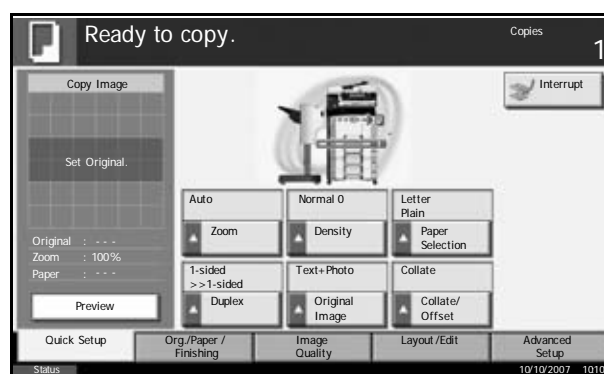 Ready to copy.
Copies
1
Copy Image
Set Original.
Original : - - -
Zoom : 100%
Paper : - - -
Preview
Interrupt
Auto
Zoom
Normal 0
Density
Letter
Plain
Paper
Selection
1-sided
>>1-sided
Duplex
Text+Photo
Original
Image
Collate
Collate/
Offset
Quick Setup
Org./Paper /
Finishing
Image
Quality
Layout/Edit
Advanced
Setup
Status
10/10/2007 1010